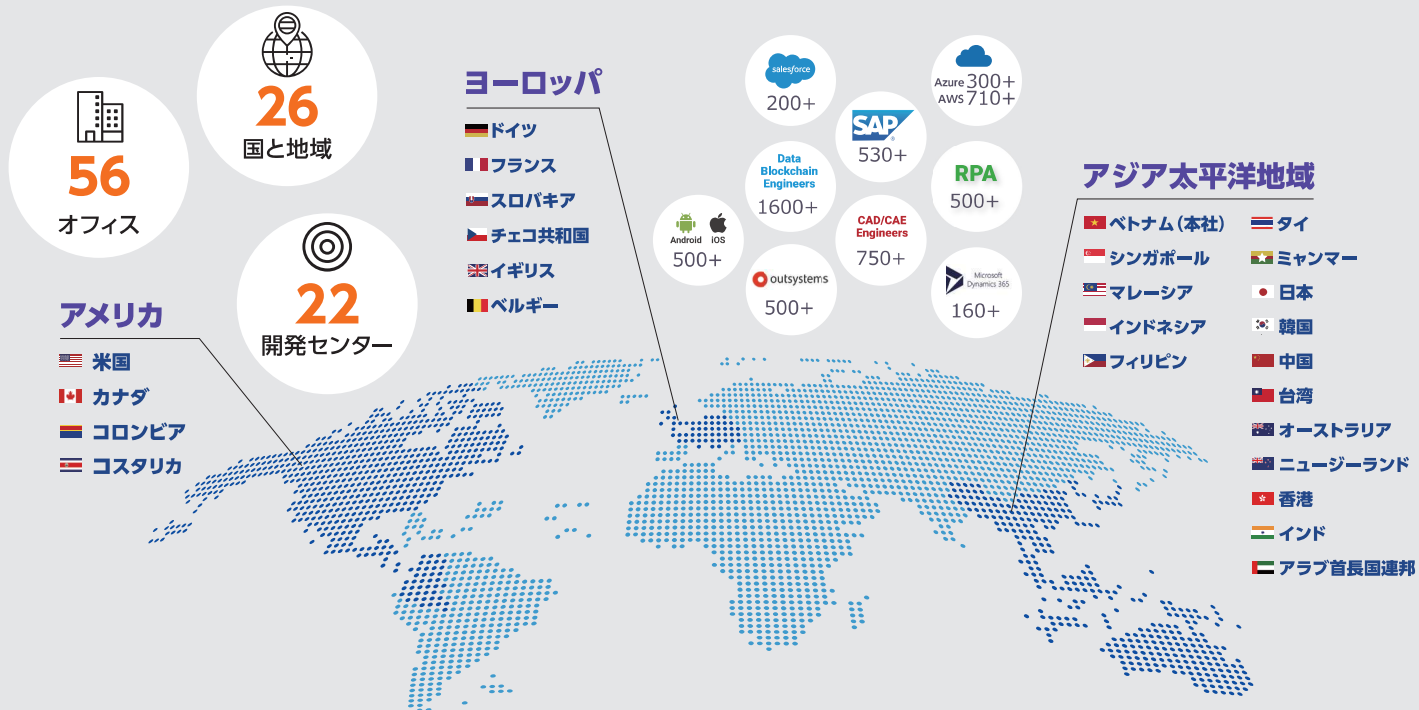 56
オフィス
26
国と地域
22
開発センター
アメリカ
米国
カナダ
コロンビア
コスタリカ
ヨーロッパ
ドイツ
フランス
スロバキア
チェコ共和国
イギリス
ベルギー
salesforce
200+
Azure 300+
AWS 710+
SAP
530+
Data
Blockchain
Engineers
1600+
RPA
500+
Android iOS
500+
CAD/CAE
Engineers
750+
outsystems
500+
Microsoft
Dynamics 365
160+
アジア太平洋地域
ベトナム（本社）
シンガポール
マレーシア
インドネシア
フィリピン
タイ
ミャンマー
日本
韓国
中国
台湾
オーストラリア
ニュージーランド
香港
インド
アラブ首長国連邦